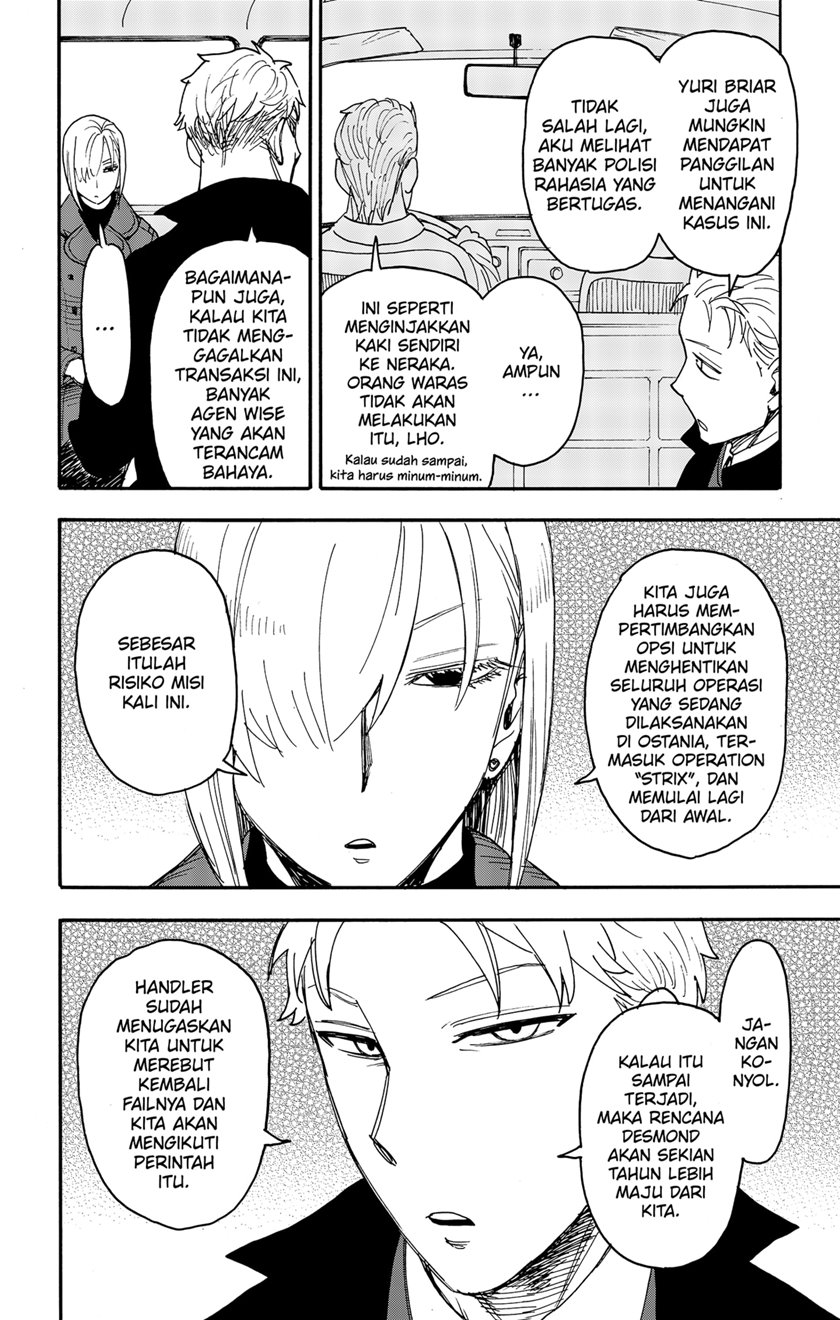 YURI BRIAR
JUGA
MUNGKIN
MENDAPAT
PANGGILAN
UNTUK
MENANGANI
KASUS INI.
TIDAK
SALAH LAGI,
AKU MELIHAT
BANYAK POLISI
RAHASIA YANG
BERTUGAS.
YA,
AMPUN
...
INI SEPERTI
MENGINJAKKAN
KAKI SENDIRI
KE NERAKA.
ORANG WARAS
TIDAK AKAN
MELAKUKAN
ITU, LHO.
Kalau sudah sampai,
kita harus minum-minum.
BAGAIMANA-
PUN JUGA,
KALAU KITA
TIDAK MENG-
GAGALKAN
TRANSAKSI INI,
BANYAK
AGEN WISE
YANG AKAN
TERANCAM
BAHAYA.
...
KITA JUGA
HARUS MEM-
PERTIMBANGKAN
OPSI UNTUK
MENGHENTIKAN
SELURUH OPERASI
YANG SEDANG
DILAKSANAKAN
DI OSTANIA, TER-
MASUK OPERATION
"STRIX", DAN
MEMULAI LAGI
DARI AWAL.
SEBESAR
ITULAH
RISIKO MISI
KALI INI.
JA-
NGAN
KO-
NYOL.
KALAU ITU
SAMPAI
TERJADI,
MAKA RENCANA
DESMOND
AKAN SEKIAN
TAHUN LEBIH
MAJU DARI
KITA.
HANDLER
SUDAH
MENUGASKAN
KITA UNTUK
MEREBUT
KEMBALI
FAILNYA DAN
KITA AKAN
MENGIKUTI
PERINTAH
ITU.